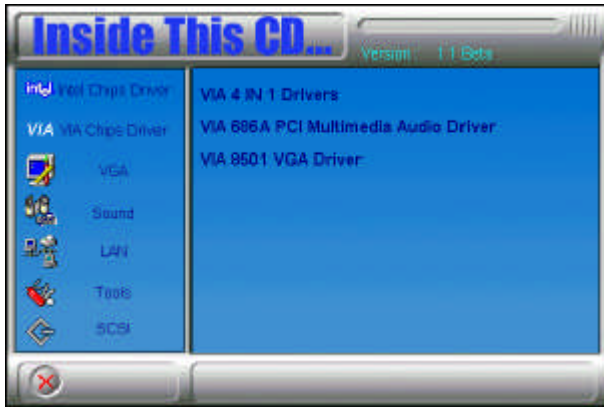 Inside This CD...
Version 1.1 Beta
intel Intel Chips Driver
VIA VIA Chips Driver
VGA
Sound
LAN
Tools
SCSI
VIA 4 IN 1 Drivers
VIA 686A PCI Multimedia Audio Driver
VIA 8501 VGA Driver